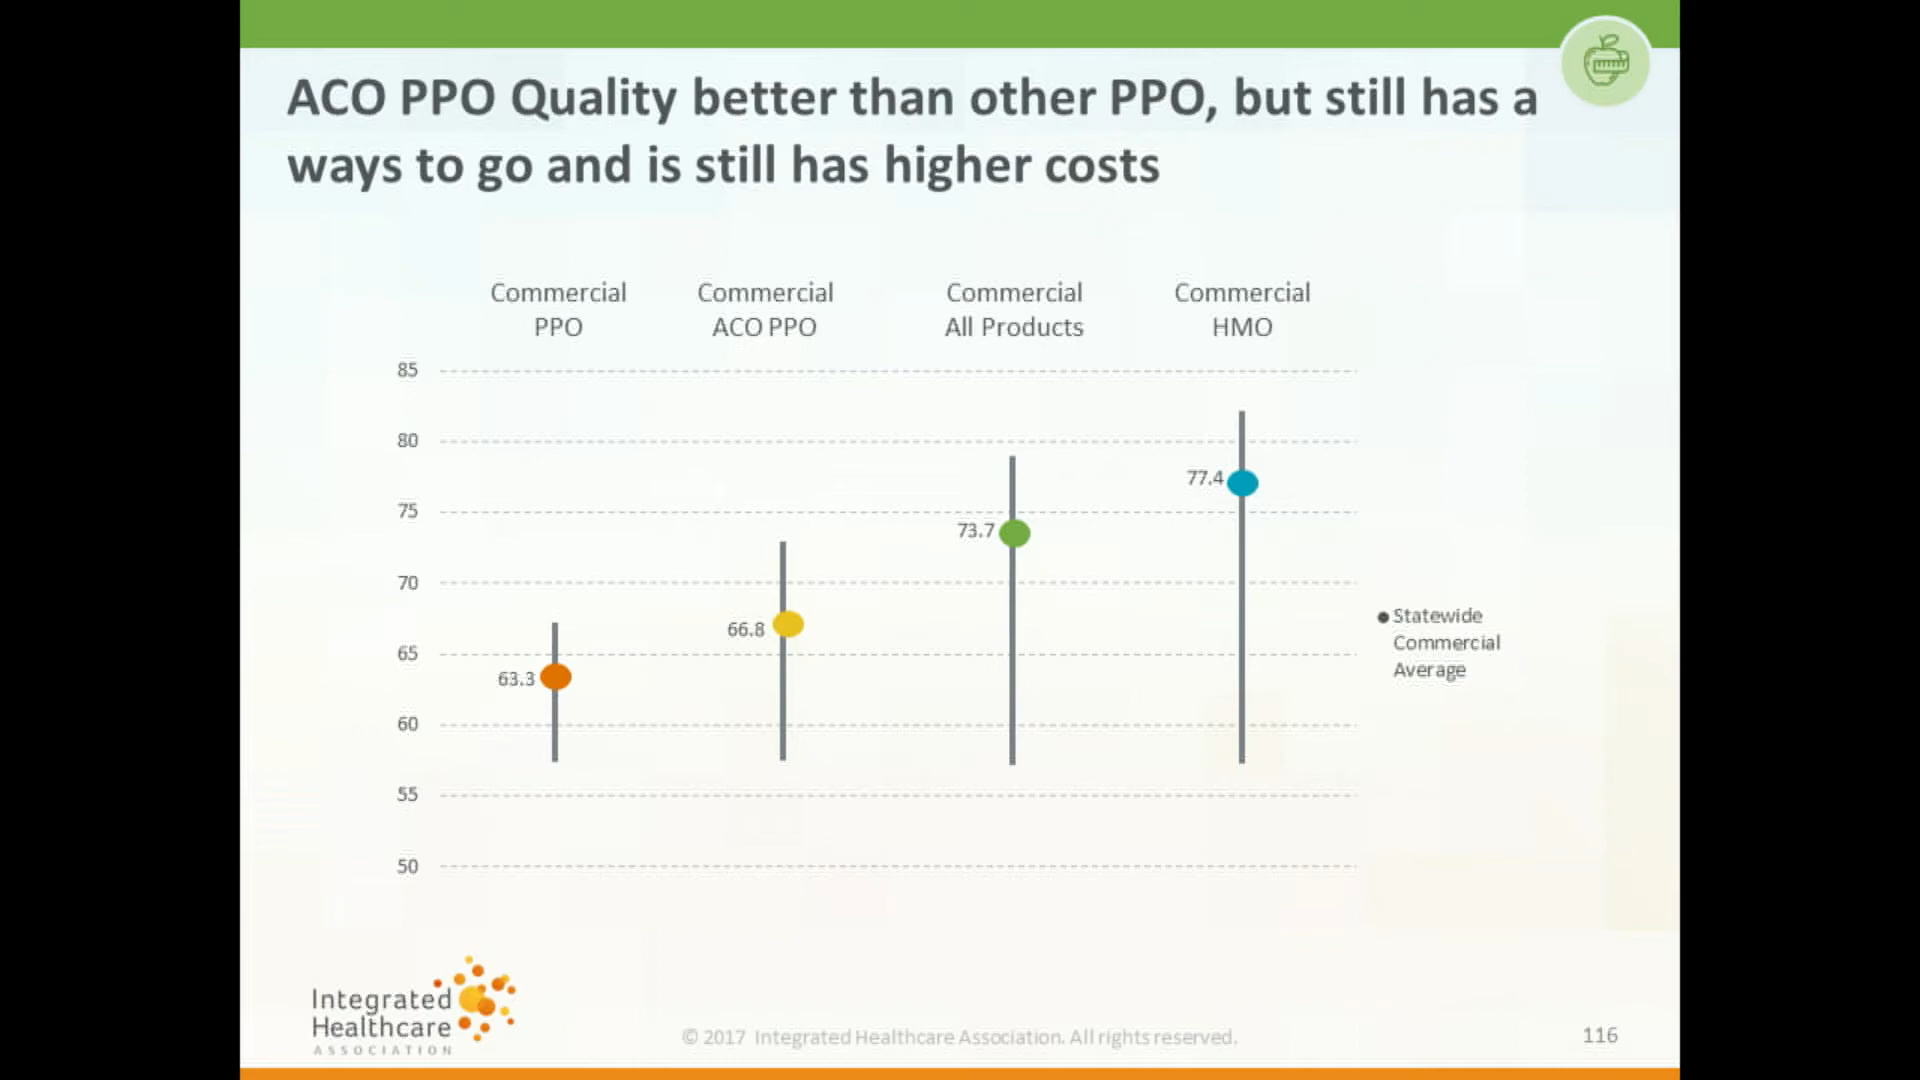 ACO PPO Quality better than other PPO, but still has a
ways to go and is still has higher costs
Commercial
PPO
Commercial
ACO PPO
Commercial
All Products
Commercial
HMO
85
80
75
70
65
60
55
50
63.3
66.8
73.7
77.4
Statewide
Commercial
Average
Integrated
Healthcare
ASSOCIATION
© 2017 Integrated Healthcare Association. All rights reserved.
116